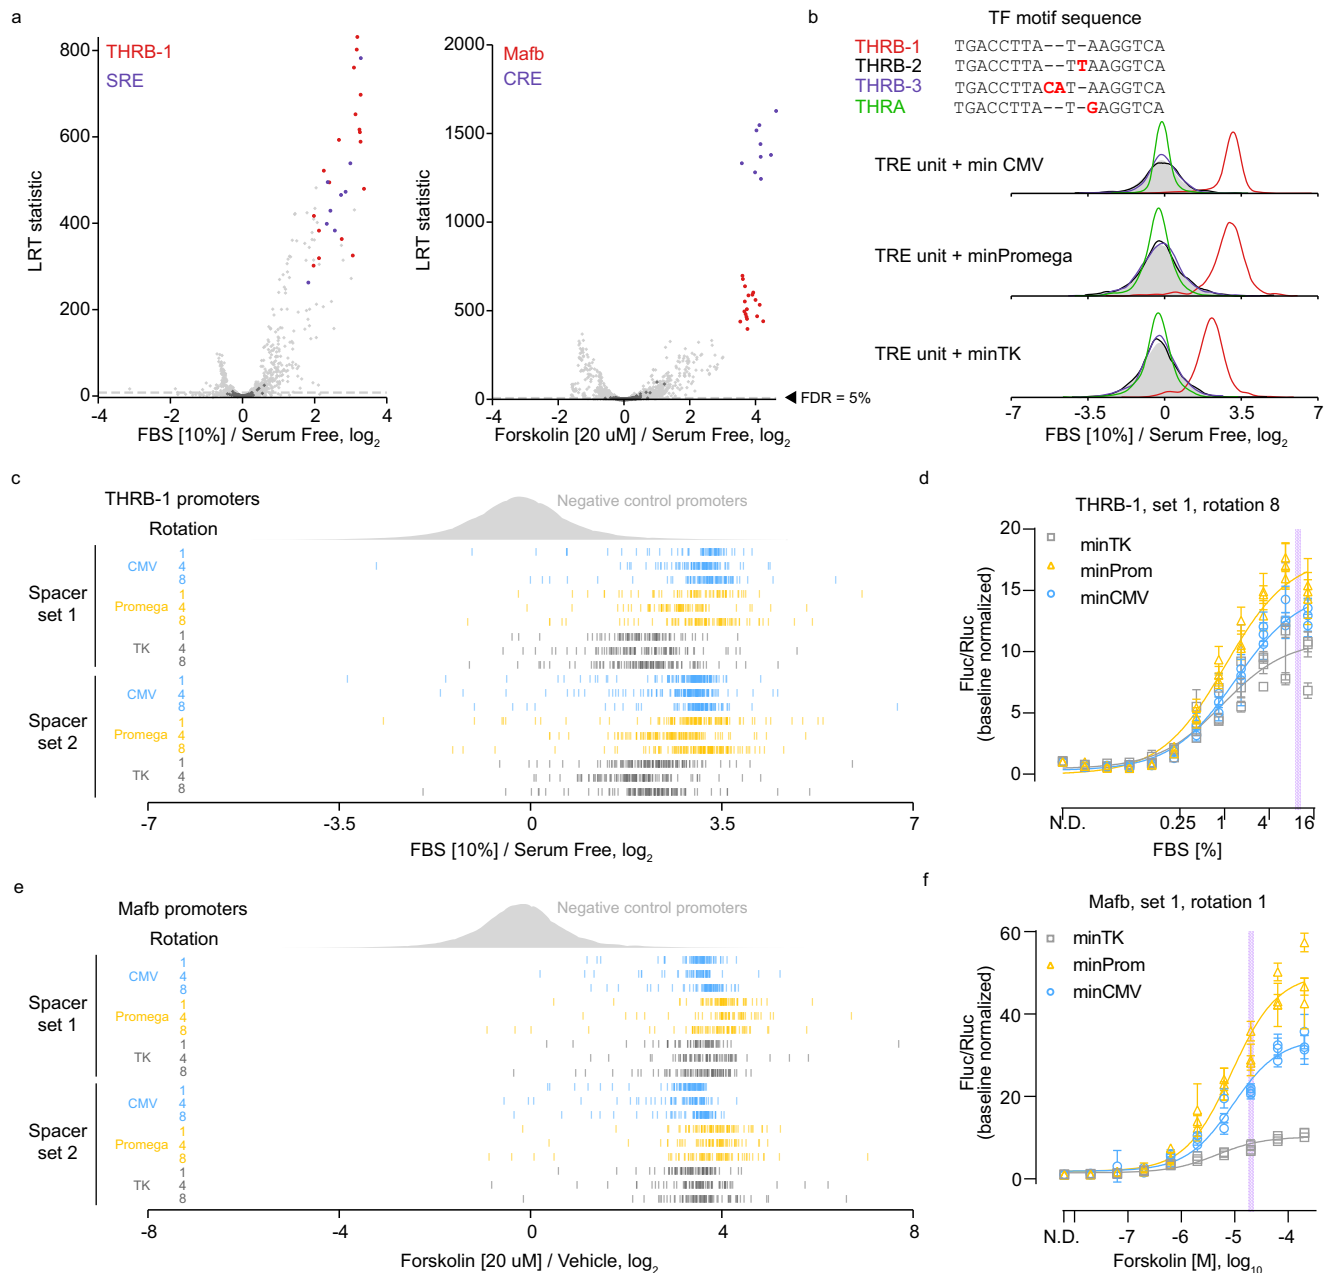 a
THRB-1
SRE
LRT statistic
800
600
400
200
0
-4
-2
0
2
4
FBS [10%] / Serum Free, log2
Mafb
CRE
LRT statistic
2000
1500
1000
500
0
-4
-2
0
2
4
Forskolin [20 uM] / Serum Free, log2
FDR = 5%
b
TF motif sequence
THRB-1 TGACCTTA--T-AAGGTCA
THRB-2 TGACCTTA--TTAAGGTCA
THRB-3 TGACCTTACAT-AAGGTCA
THRA TGACCTTA--T-GAGGTCA
TRE unit + min CMV
TRE unit + minPromega
TRE unit + minTK
-7
-3.5
0
3.5
7
FBS [10%] / Serum Free, log2
c
THRB-1 promoters
Negative control promoters
Rotation
Spacer
set 1
CMV
1
4
8
Promega
1
4
8
TK
1
4
8
Spacer
set 2
CMV
1
4
8
Promega
1
4
8
TK
1
4
8
-7
-3.5
0
3.5
7
FBS [10%] / Serum Free, log2
d
THRB-1, set 1, rotation 8
minTK
minProm
minCMV
Fluc/Rluc
(baseline normalized)
20
15
10
5
0
N.D.
0.25
1
4
16
FBS [%]
e
Mafb promoters
Negative control promoters
Rotation
Spacer
set 1
CMV
1
4
8
Promega
1
4
8
TK
1
4
8
Spacer
set 2
CMV
1
4
8
Promega
1
4
8
TK
1
4
8
-8
-4
0
4
8
Forskolin [20 uM] / Vehicle, log2
f
Mafb, set 1, rotation 1
minTK
minProm
minCMV
Fluc/Rluc
(baseline normalized)
60
40
20
0
N.D.
-7
-6
-5
-4
Forskolin [M], log10